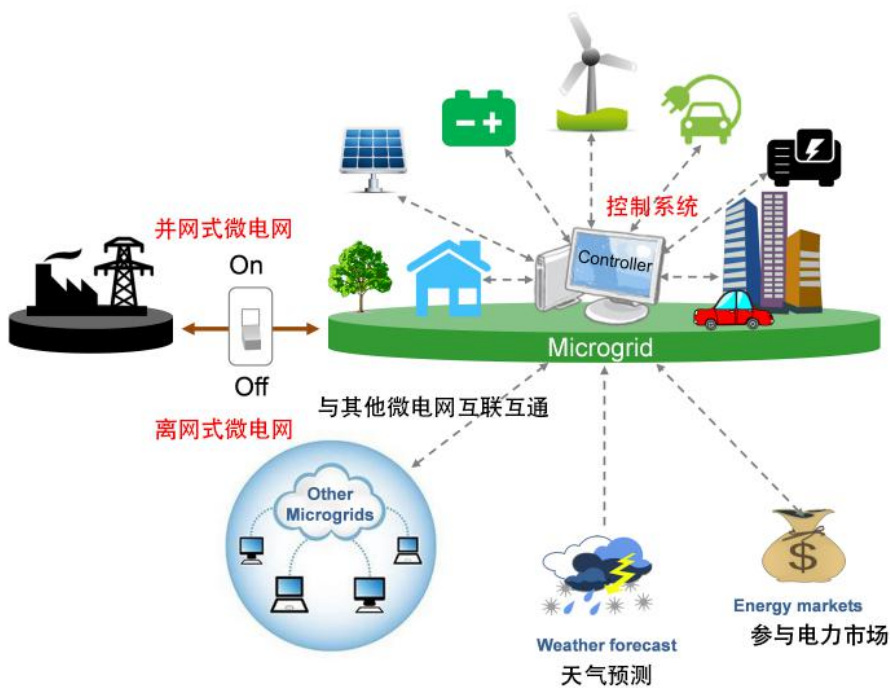 控制系统
并网式微电网
On
Controller
Microgrid
Off
与其他微电网互联互通
离网式微电网
Other
Microgrids
$
Energy markets
参与电力市场
Weather forecast
天气预测